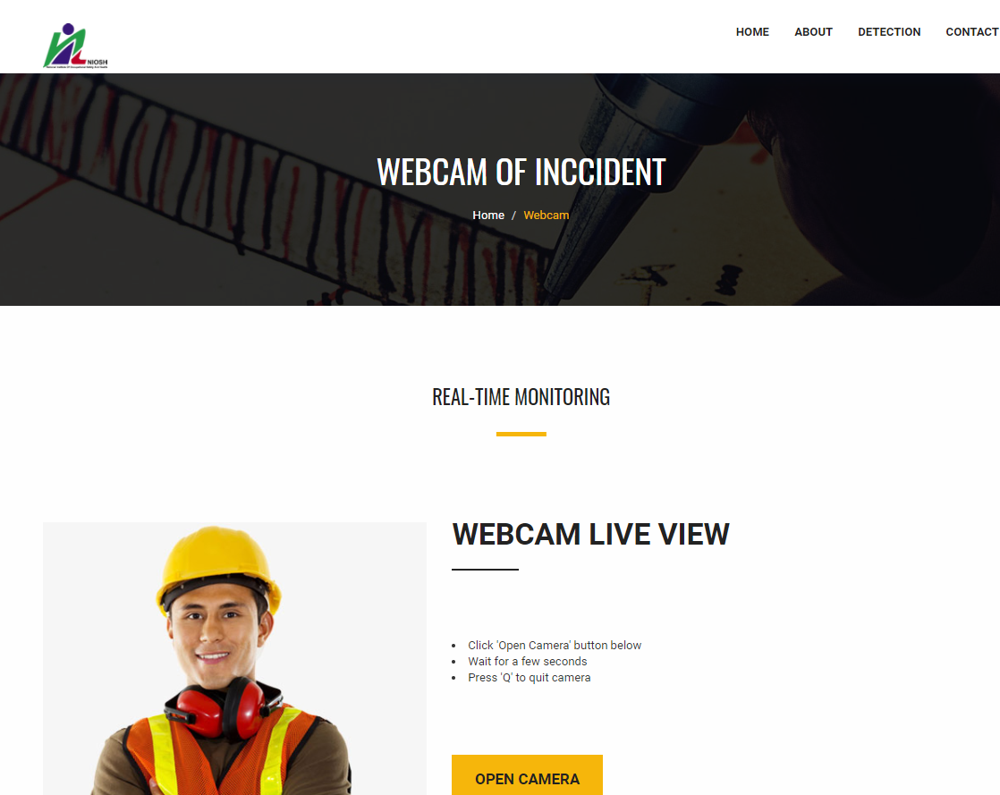 NIOSH
HOME ABOUT DETECTION CONTACT
WEBCAM OF INCCIDENT
Home / Webcam
REAL-TIME MONITORING
WEBCAM LIVE VIEW
Click 'Open Camera' button below
Wait for a few seconds
Press 'Q' to quit camera
OPEN CAMERA